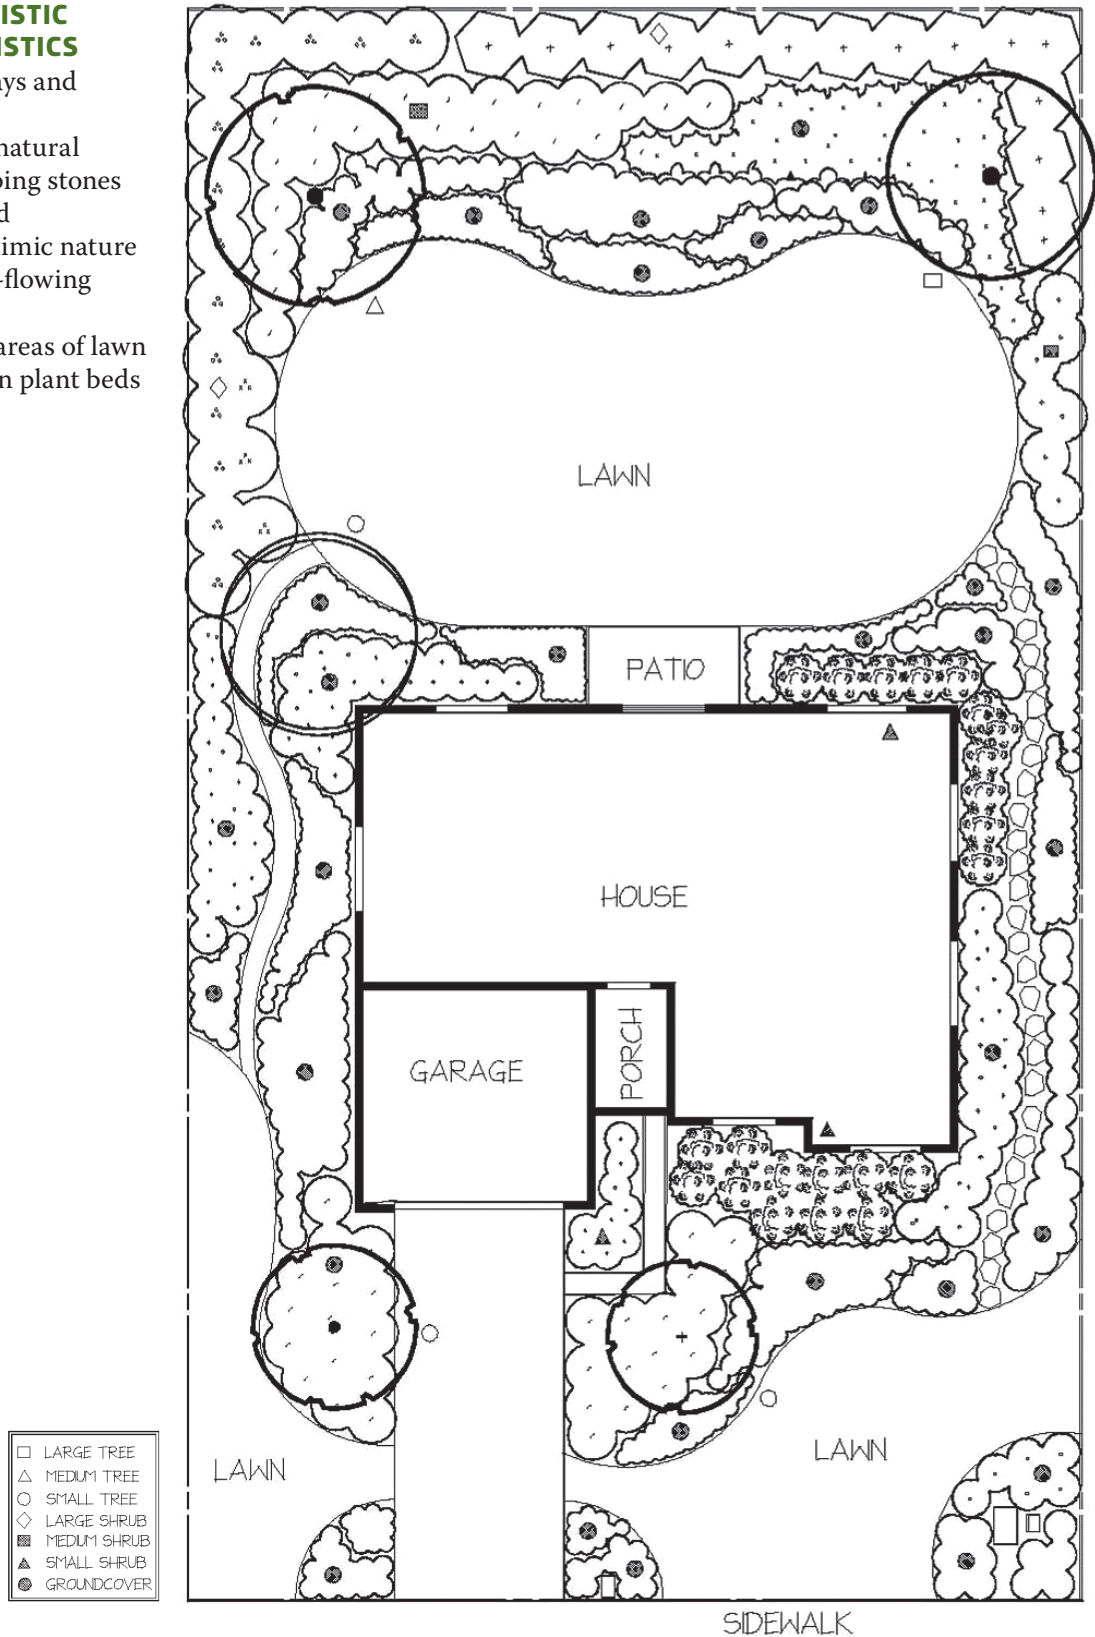 ISTIC
ISTICS
ays and
natural
ping stones
d
imic nature
-flowing
areas of lawn
n plant beds
LAWN
PATIO
HOUSE
PORCH
GARAGE
LAWN
LAWN
LARGE TREE
MEDIUM TREE
SMALL TREE
LARGE SHRUB
MEDIUM SHRUB
SMALL SHRUB
GROUNDCOVER
SIDEWALK